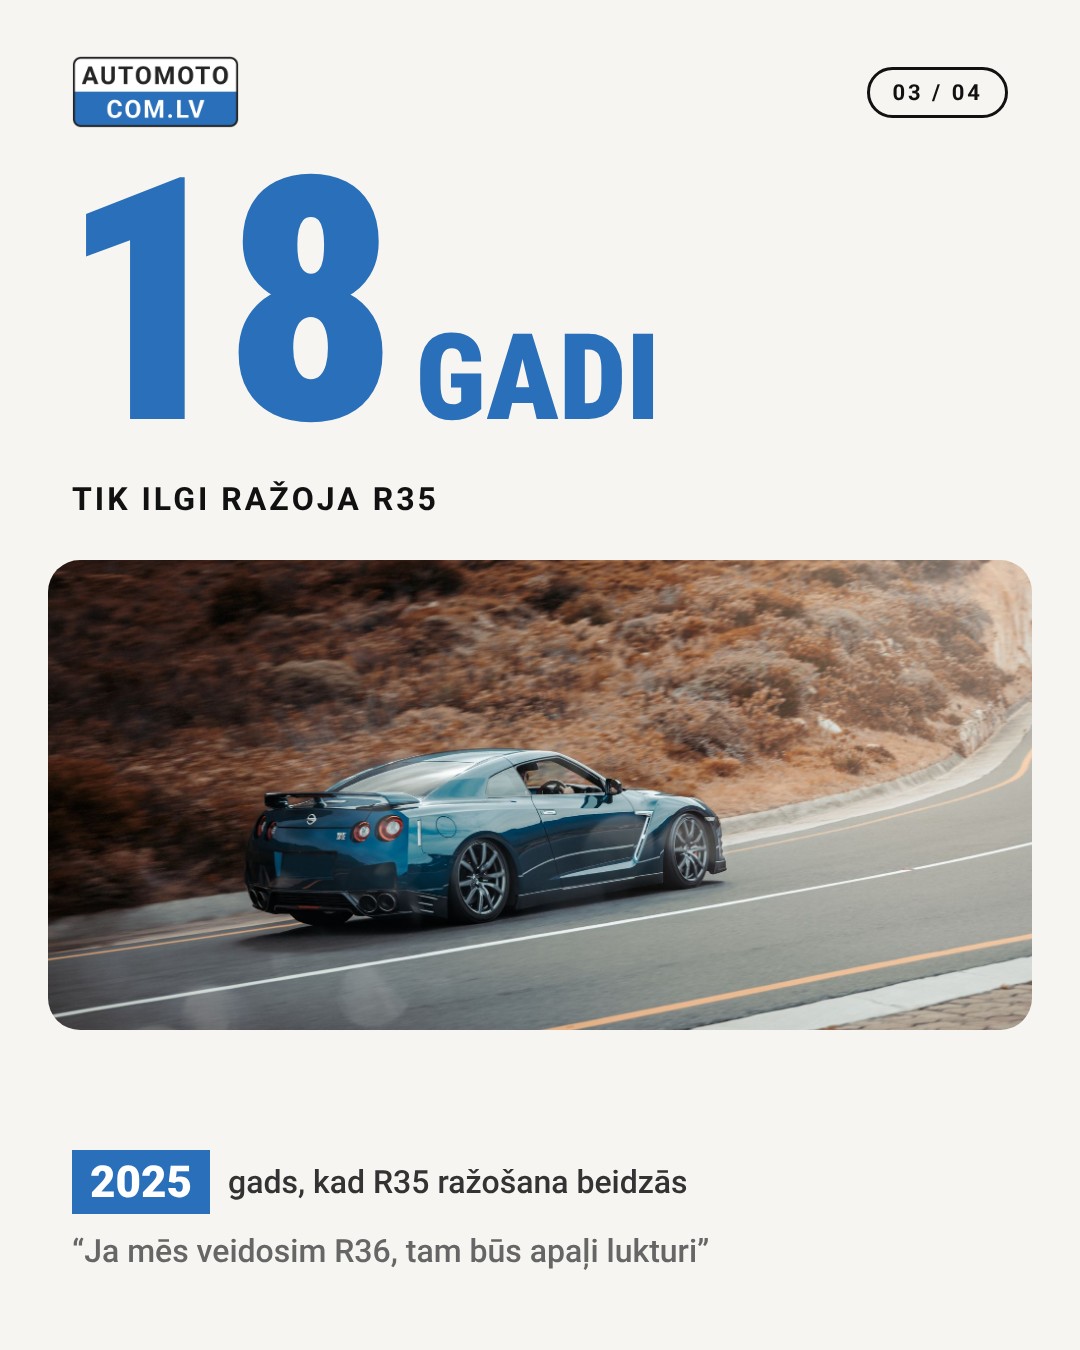 AUTOMOTO
COM.LV
03 / 04
18 GADI
TIK ILGI RAŽOJA R35
2025 gads, kad R35 ražošana beidzās
“Ja mēs veidosim R36, tam būs apaļi lukturi”